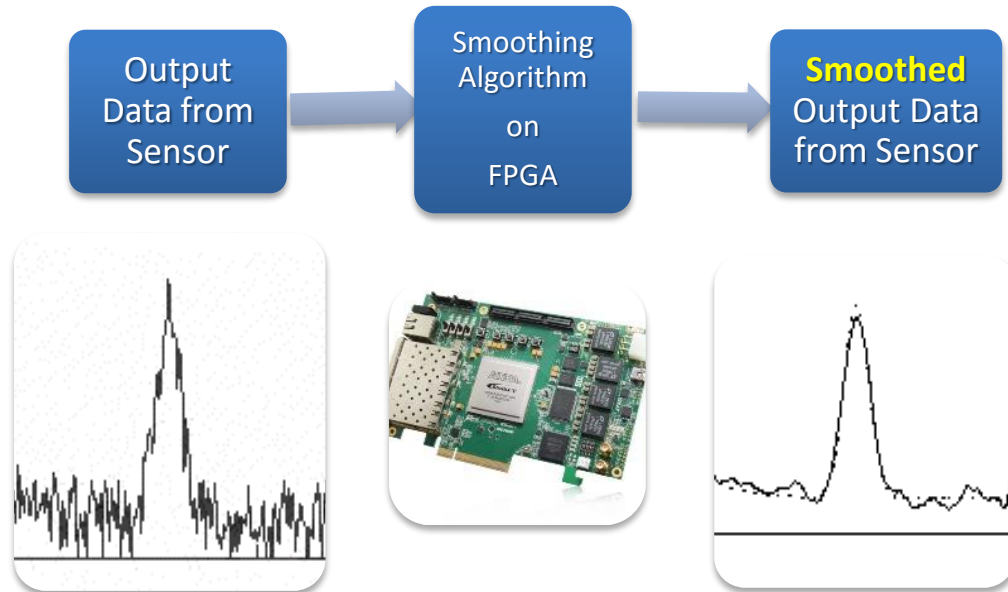 Output
Data from
Sensor
Smoothing
Algorithm
on
FPGA
Smoothed
Output Data
from Sensor